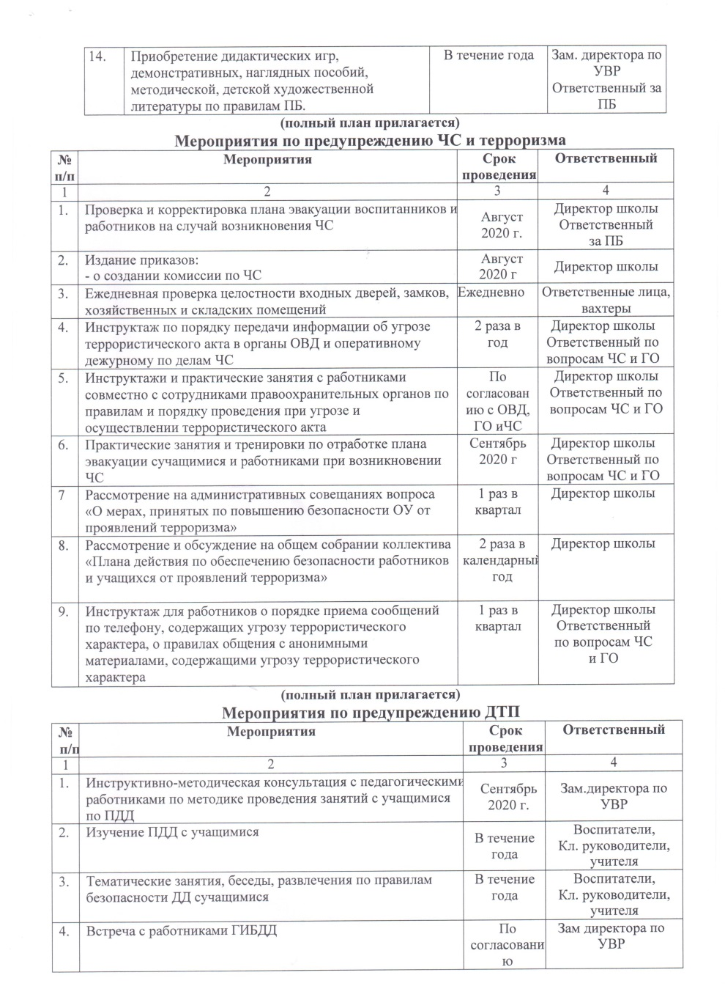 14. Приобретение дидактических игр, В течение года Зам. директора по
демонстративных, наглядных пособий, УВР
методической, детской художественной Ответственный за
литературы по правилам ПБ. ПБ
(полный план прилагается)
Мероприятия по предупреждению ЧС и терроризма
№ Мероприятия Срок Ответственный
п/п проведения
1 2 3 4
1. Проверка и корректировка плана эвакуации воспитанников и Август Директор школы
работников на случай возникновения ЧС 2020 г. Ответственный
за ПБ
2. Издание приказов: Август Директор школы
- о создании комиссии по ЧС 2020 г
3. Ежедневная проверка целостности входных дверей, замков, Ежедневно Ответственные лица,
хозяйственных и складских помещений вахтеры
4. Инструктаж по порядку передачи информации об угрозе 2 раза в Директор школы
террористического акта в органы ОВД и оперативному год Ответственный по
дежурному по делам ЧС вопросам ЧС и ГО
5. Инструктажи и практические занятия с работниками По Директор школы
совместно с сотрудниками правоохранительных органов по согласован Ответственный по
правилам и порядку проведения при угрозе и ию с ОВД, вопросам ЧС и ГО
осуществлении террористического акта ГО иЧС
6. Практические занятия и тренировки по отработке плана Сентябрь Директор школы
эвакуации сучащимися и работниками при возникновении 2020 г Ответственный по
ЧС вопросам ЧС и ГО
7 Рассмотрение на административных совещаниях вопроса 1 раз в Директор школы
«О мерах, принятых по повышению безопасности ОУ от квартал
проявлений терроризма»
8. Рассмотрение и обсуждение на общем собрании коллектива 2 раза в Директор школы
«Плана действия по обеспечению безопасности работников календарный
и учащихся от проявлений терроризма» год
9. Инструктаж для работников о порядке приема сообщений 1 раз в Директор школы
по телефону, содержащих угрозу террористического квартал Ответственный
характера, о правилах общения с анонимными по вопросам ЧС
материалами, содержащими угрозу террористического и ГО
характера
(полный план прилагается)
Мероприятия по предупреждению ДТП
№ Мероприятия Срок Ответственный
п/п проведения
1 2 3 4
1. Инструктивно-методическая консультация с педагогическими Сентябрь Зам.директора по
работниками по методике проведения занятий с учащимися 2020 г. УВР
по ПДД
2. Изучение ПДД с учащимися В течение Воспитатели,
года Кл. руководители,
учителя
3. Тематические занятия, беседы, развлечения по правилам В течение Воспитатели,
безопасности ДД сучащимися года Кл. руководители,
учителя
4. Встреча с работниками ГИБДД По Зам директора по
согласовани УВР
ю